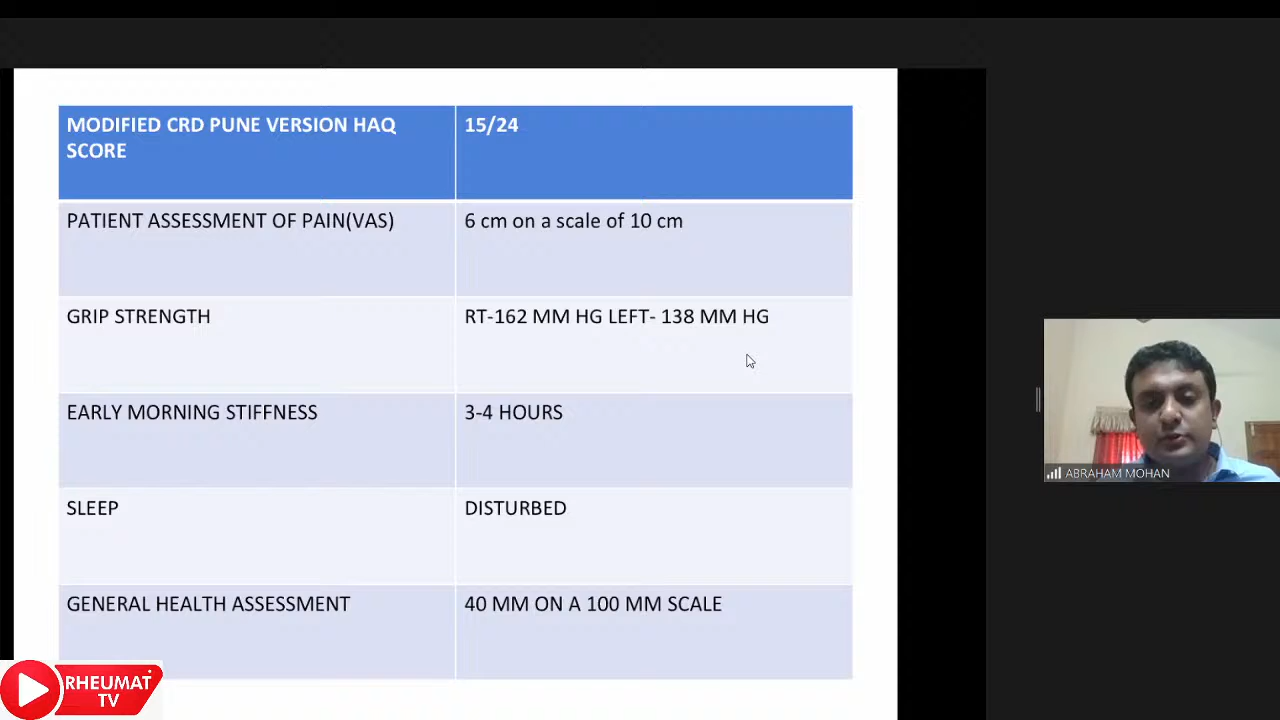 MODIFIED CRD PUNE VERSION HAQ
SCORE
15/24
PATIENT ASSESSMENT OF PAIN(VAS)
6 cm on a scale of 10 cm
GRIP STRENGTH
RT-162 MM HG LEFT- 138 MM HG
EARLY MORNING STIFFNESS
3-4 HOURS
SLEEP
DISTURBED
GENERAL HEALTH ASSESSMENT
40 MM ON A 100 MM SCALE
ABRAHAM MOHAN
RHEUMAT
TV